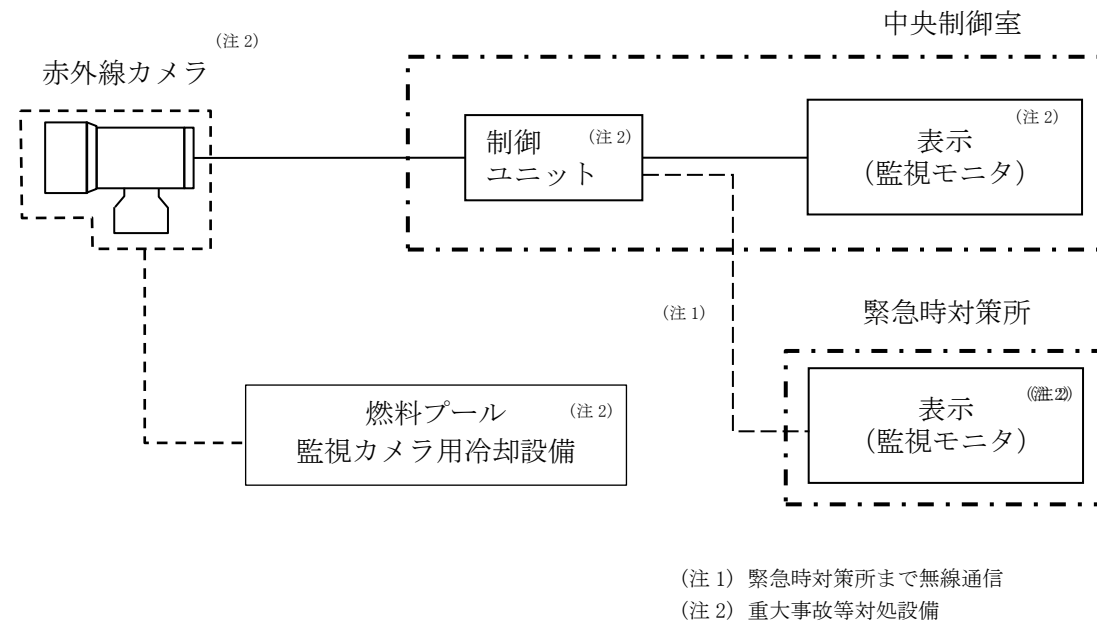 中央制御室
(注 2)
赤外線カメラ
制御 (注 2)
ユニット
(注 2)
表示
(監視モニタ)
(注 1)
緊急時対策所
燃料プール (注 2)
監視カメラ用冷却設備
(注 2)
表示
(監視モニタ)
(注 1) 緊急時対策所まで無線通信
(注 2) 重大事故等対処設備